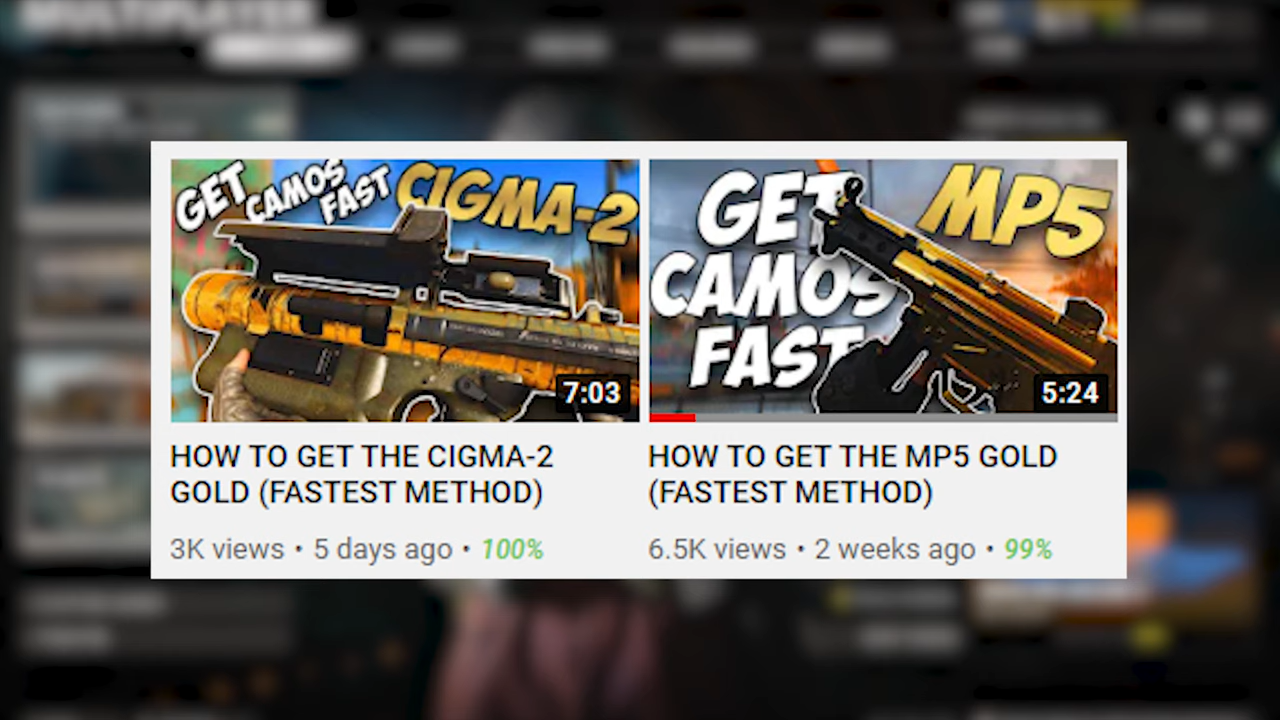 MULTIPLAYER
GET CAMOS FAST CIGMA-2
7:03
GET CAMOS FAST
MP5
5:24
HOW TO GET THE CIGMA-2
GOLD (FASTEST METHOD)
3K views • 5 days ago • 100%
HOW TO GET THE MP5 GOLD
(FASTEST METHOD)
6.5K views • 2 weeks ago • 99%